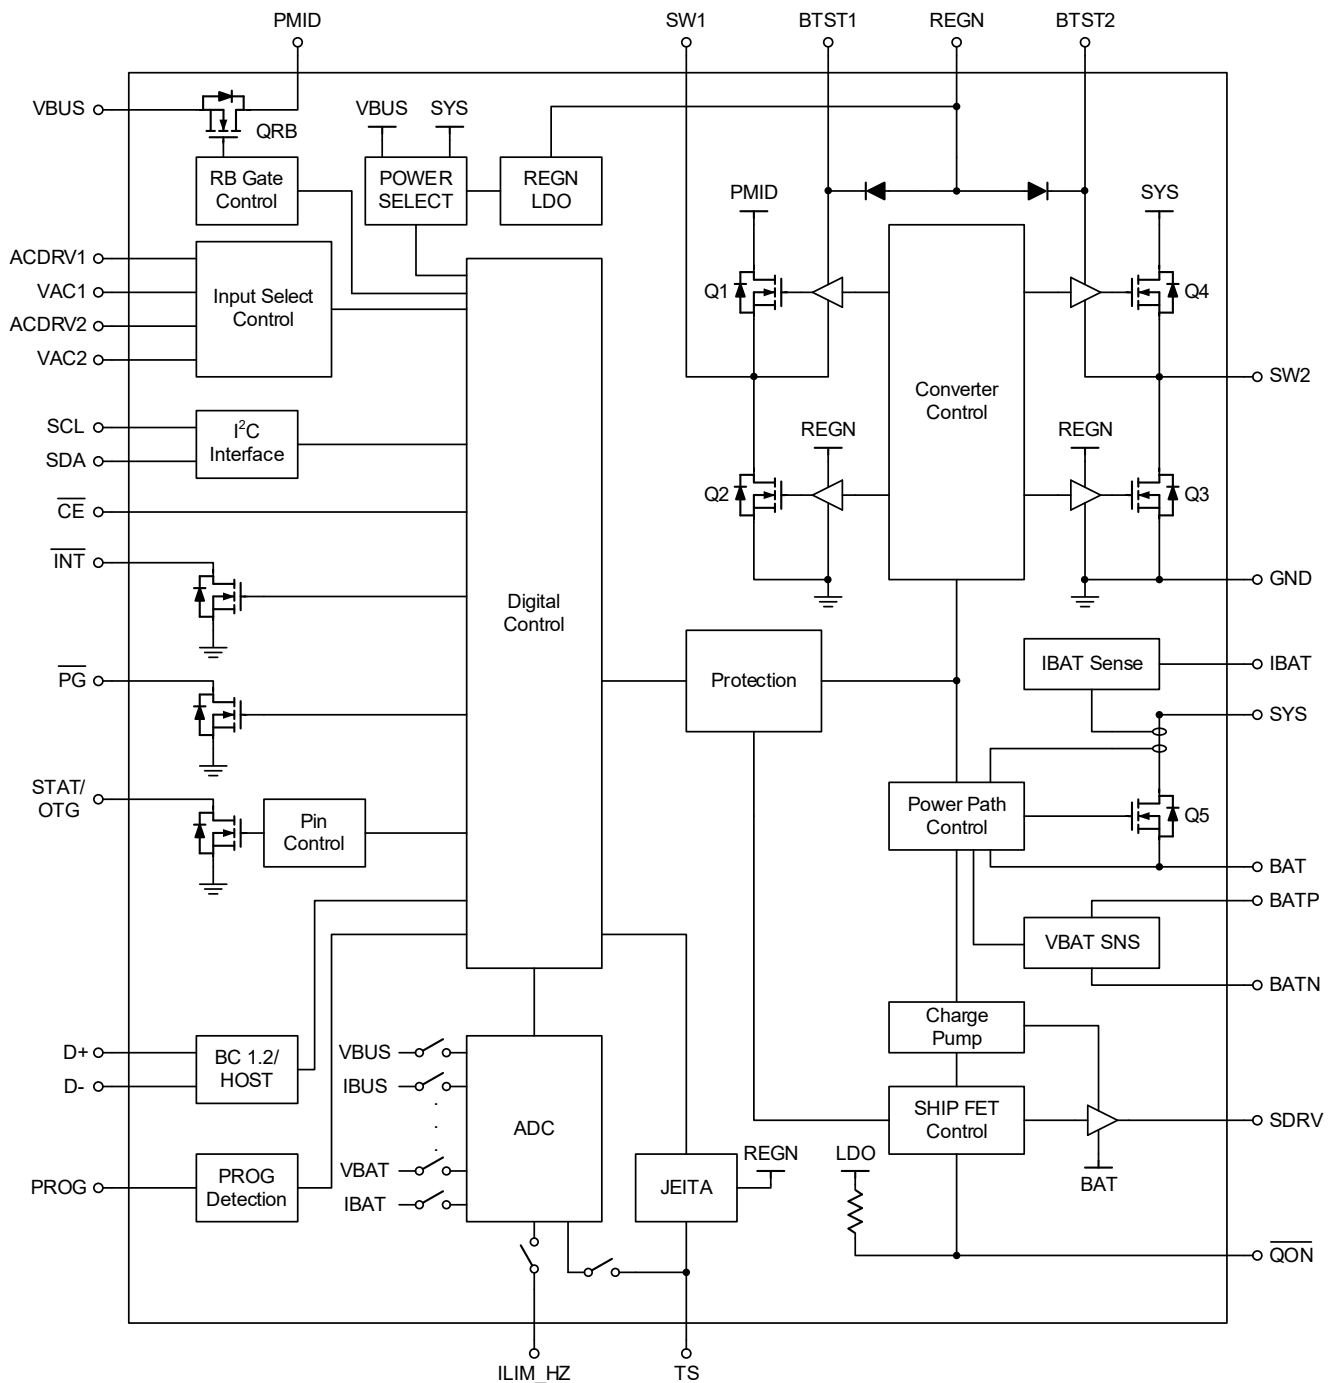 PMID
SW1
BTST1
REGN
BTST2
VBUS
QRB
VBUS
SYS
RB Gate
Control
POWER
SELECT
REGN
LDO
PMID
SYS
ACDRV1
VAC1
ACDRV2
VAC2
Input Select
Control
Q1
Q4
Converter
Control
SW2
SCL
SDA
I²C
Interface
REGN
REGN
Q2
Q3
CE
INT
GND
Digital
Control
PG
Protection
IBAT Sense
IBAT
SYS
STAT/
OTG
Pin
Control
Power Path
Control
Q5
BAT
BATP
VBAT SNS
BATN
Charge
Pump
D+
D-
BC 1.2/
HOST
VBUS
IBUS
.
.
.
VBAT
IBAT
ADC
SHIP FET
Control
SDRV
BAT
PROG
PROG
Detection
JEITA
REGN
LDO
QON
ILIM_HZ
TS